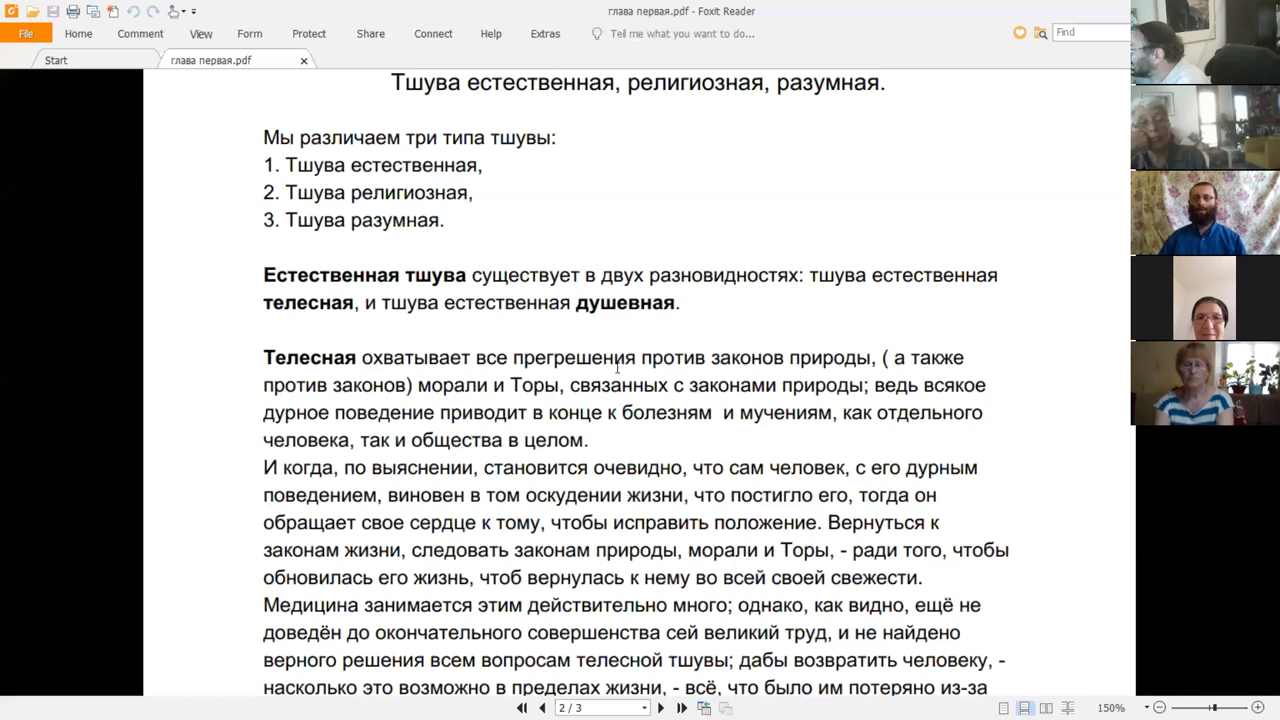 глава первая.pdf - Foxit Reader
File Home Comment View Form Protect Share Connect Help Extras Tell me what you want to do... Find
Start глава первая.pdf
Тшува естественная, религиозная, разумная.
Мы различаем три типа тшувы:
1. Тшува естественная,
2. Тшува религиозная,
3. Тшува разумная.
Естественная тшува существует в двух разновидностях: тшува естественная
телесная, и тшува естественная душевная.
Телесная охватывает все прегрешения против законов природы, ( а также
против законов) морали и Торы, связанных с законами природы; ведь всякое
дурное поведение приводит в конце к болезням и мучениям, как отдельного
человека, так и общества в целом.
И когда, по выяснении, становится очевидно, что сам человек, с его дурным
поведением, виновен в том оскудении жизни, что постигло его, тогда он
обращает свое сердце к тому, чтобы исправить положение. Вернуться к
законам жизни, следовать законам природы, морали и Торы, - ради того, чтобы
обновилась его жизнь, чтоб вернулась к нему во всей своей свежести.
Медицина занимается этим действительно много; однако, как видно, ещё не
доведён до окончательного совершенства сей великий труд, и не найдено
верного решения всем вопросам телесной тшувы; дабы возвратить человеку, -
насколько это возможно в пределах жизни, - всё, что было им потеряно из-за
2 / 3 150%